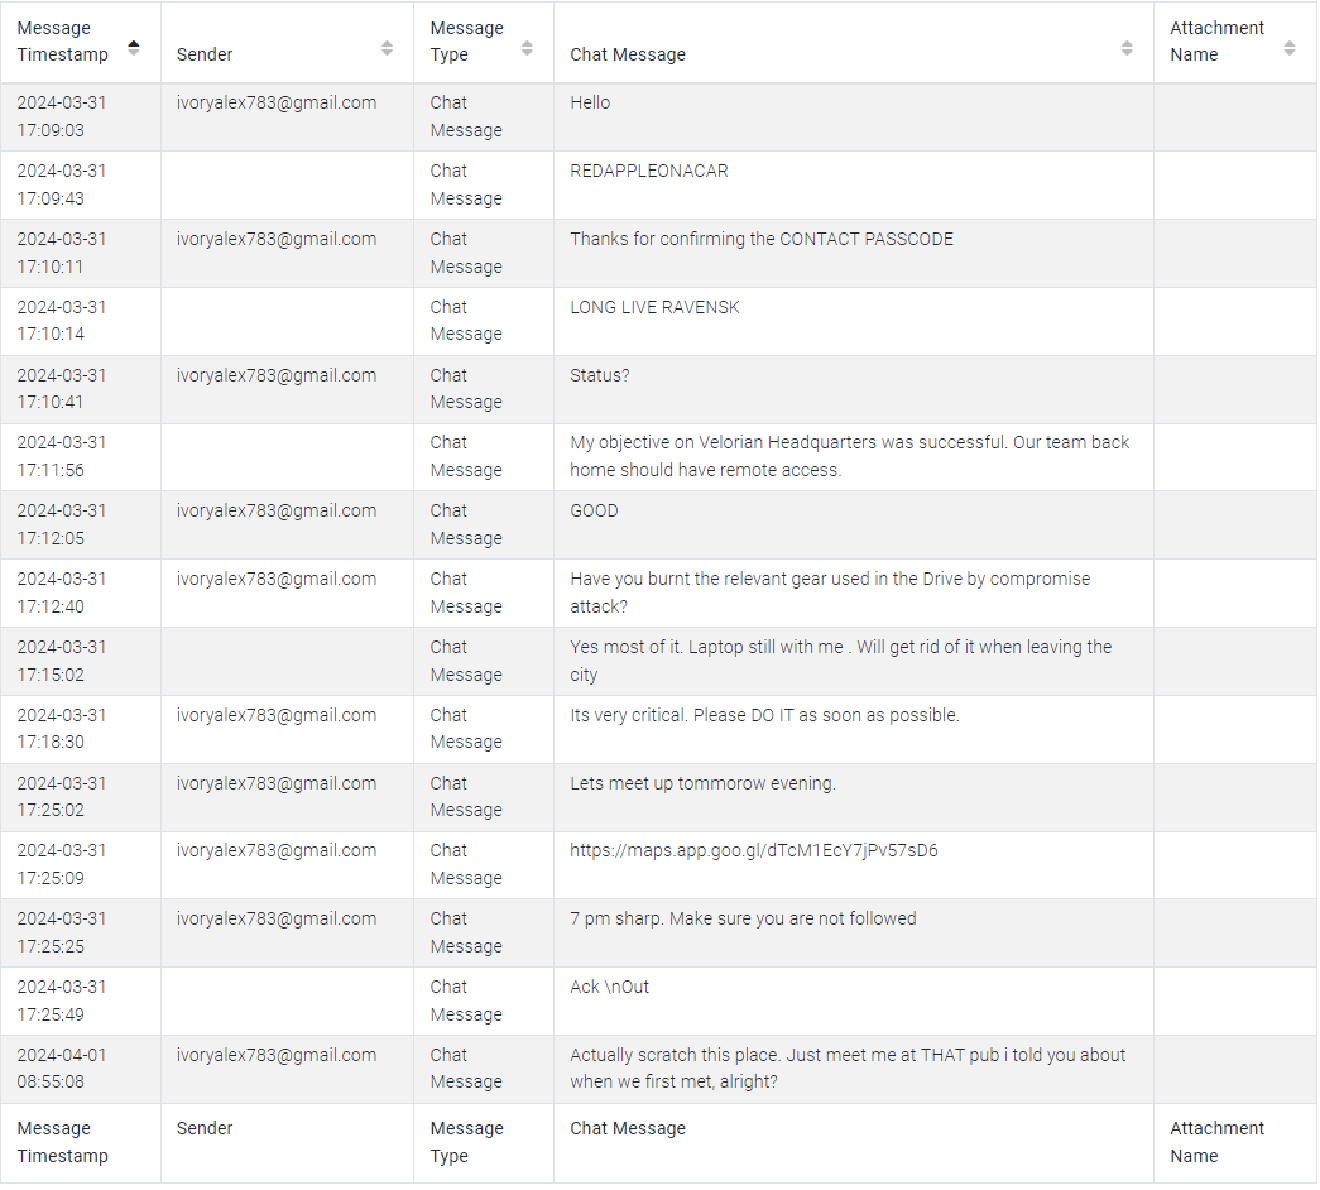 Message
Timestamp
Sender
Message
Type
Chat Message
Attachment
Name
2024-03-31
17:09:03
ivoryalex783@gmail.com
Chat
Message
Hello
2024-03-31
17:09:43
Chat
Message
REDAPPLEONACAR
2024-03-31
17:10:11
ivoryalex783@gmail.com
Chat
Message
Thanks for confirming the CONTACT PASSCODE
2024-03-31
17:10:14
Chat
Message
LONG LIVE RAVENSK
2024-03-31
17:10:41
ivoryalex783@gmail.com
Chat
Message
Status?
2024-03-31
17:11:56
Chat
Message
My objective on Velorian Headquarters was successful. Our team back
home should have remote access.
2024-03-31
17:12:05
ivoryalex783@gmail.com
Chat
Message
GOOD
2024-03-31
17:12:40
ivoryalex783@gmail.com
Chat
Message
Have you burnt the relevant gear used in the Drive by compromise
attack?
2024-03-31
17:15:02
Chat
Message
Yes most of it. Laptop still with me . Will get rid of it when leaving the
city
2024-03-31
17:18:30
ivoryalex783@gmail.com
Chat
Message
Its very critical. Please DO IT as soon as possible.
2024-03-31
17:25:02
ivoryalex783@gmail.com
Chat
Message
Lets meet up tommorow evening.
2024-03-31
17:25:09
ivoryalex783@gmail.com
Chat
Message
https://maps.app.goo.gl/dTcM1EcY7jPv57sD6
2024-03-31
17:25:25
ivoryalex783@gmail.com
Chat
Message
7 pm sharp. Make sure you are not followed
2024-03-31
17:25:49
Chat
Message
Ack \nOut
2024-04-01
08:55:08
ivoryalex783@gmail.com
Chat
Message
Actually scratch this place. Just meet me at THAT pub i told you about
when we first met, alright?
Message
Timestamp
Sender
Message
Type
Chat Message
Attachment
Name